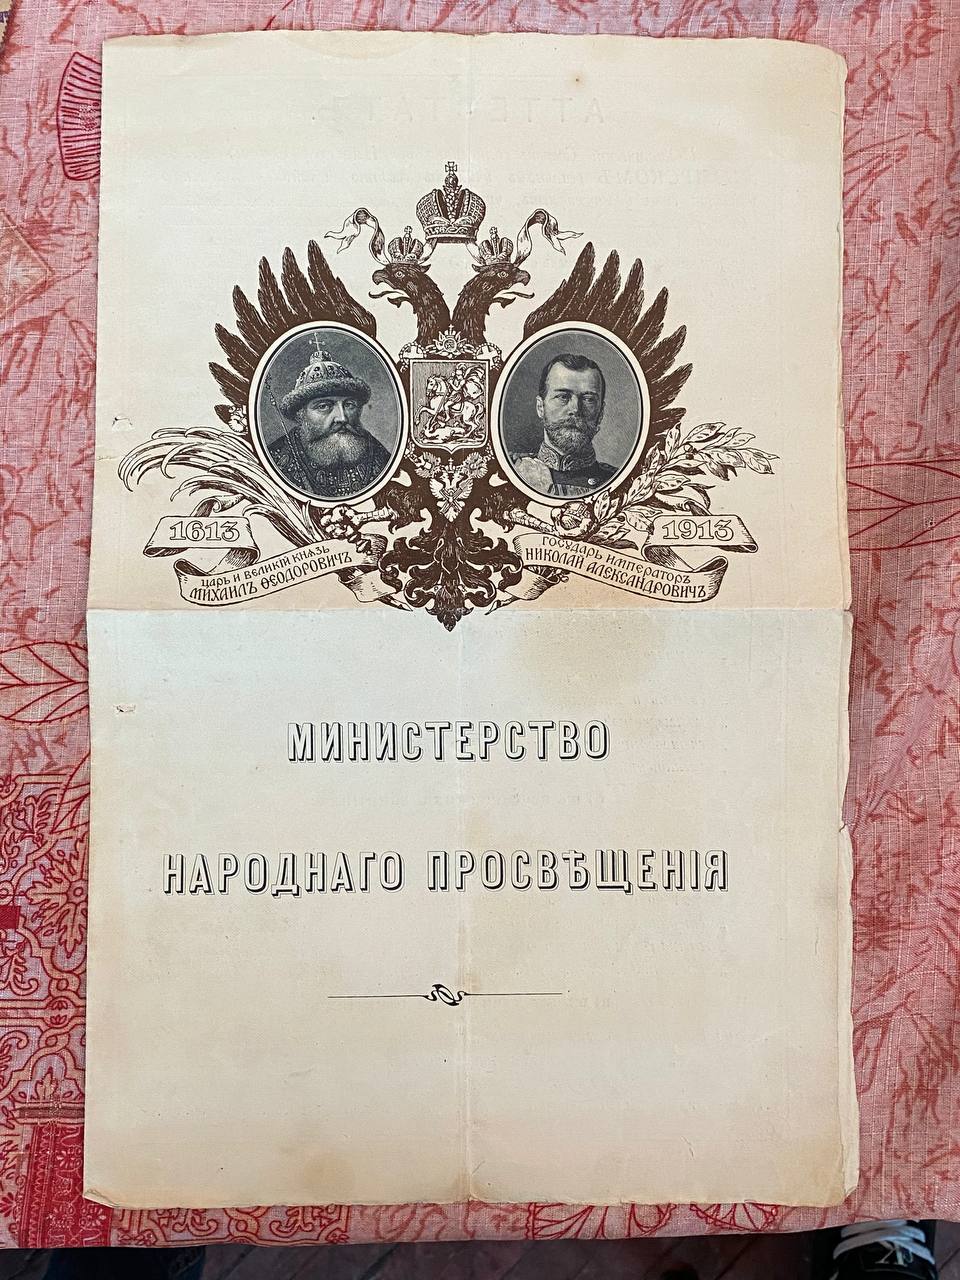 1613
1913
ЦАРЬ И ВЕЛИКІЙ КНЯЗЬ
МИХАИЛЪ ѲЕОДОРОВИЧЪ
ГОСУДАРЬ ИМПЕРАТОРЪ
НИКОЛАЙ АЛЕКСАНДРОВИЧЪ
МИНИСТЕРСТВО
НАРОДНАГО ПРОСВѢЩЕНІЯ